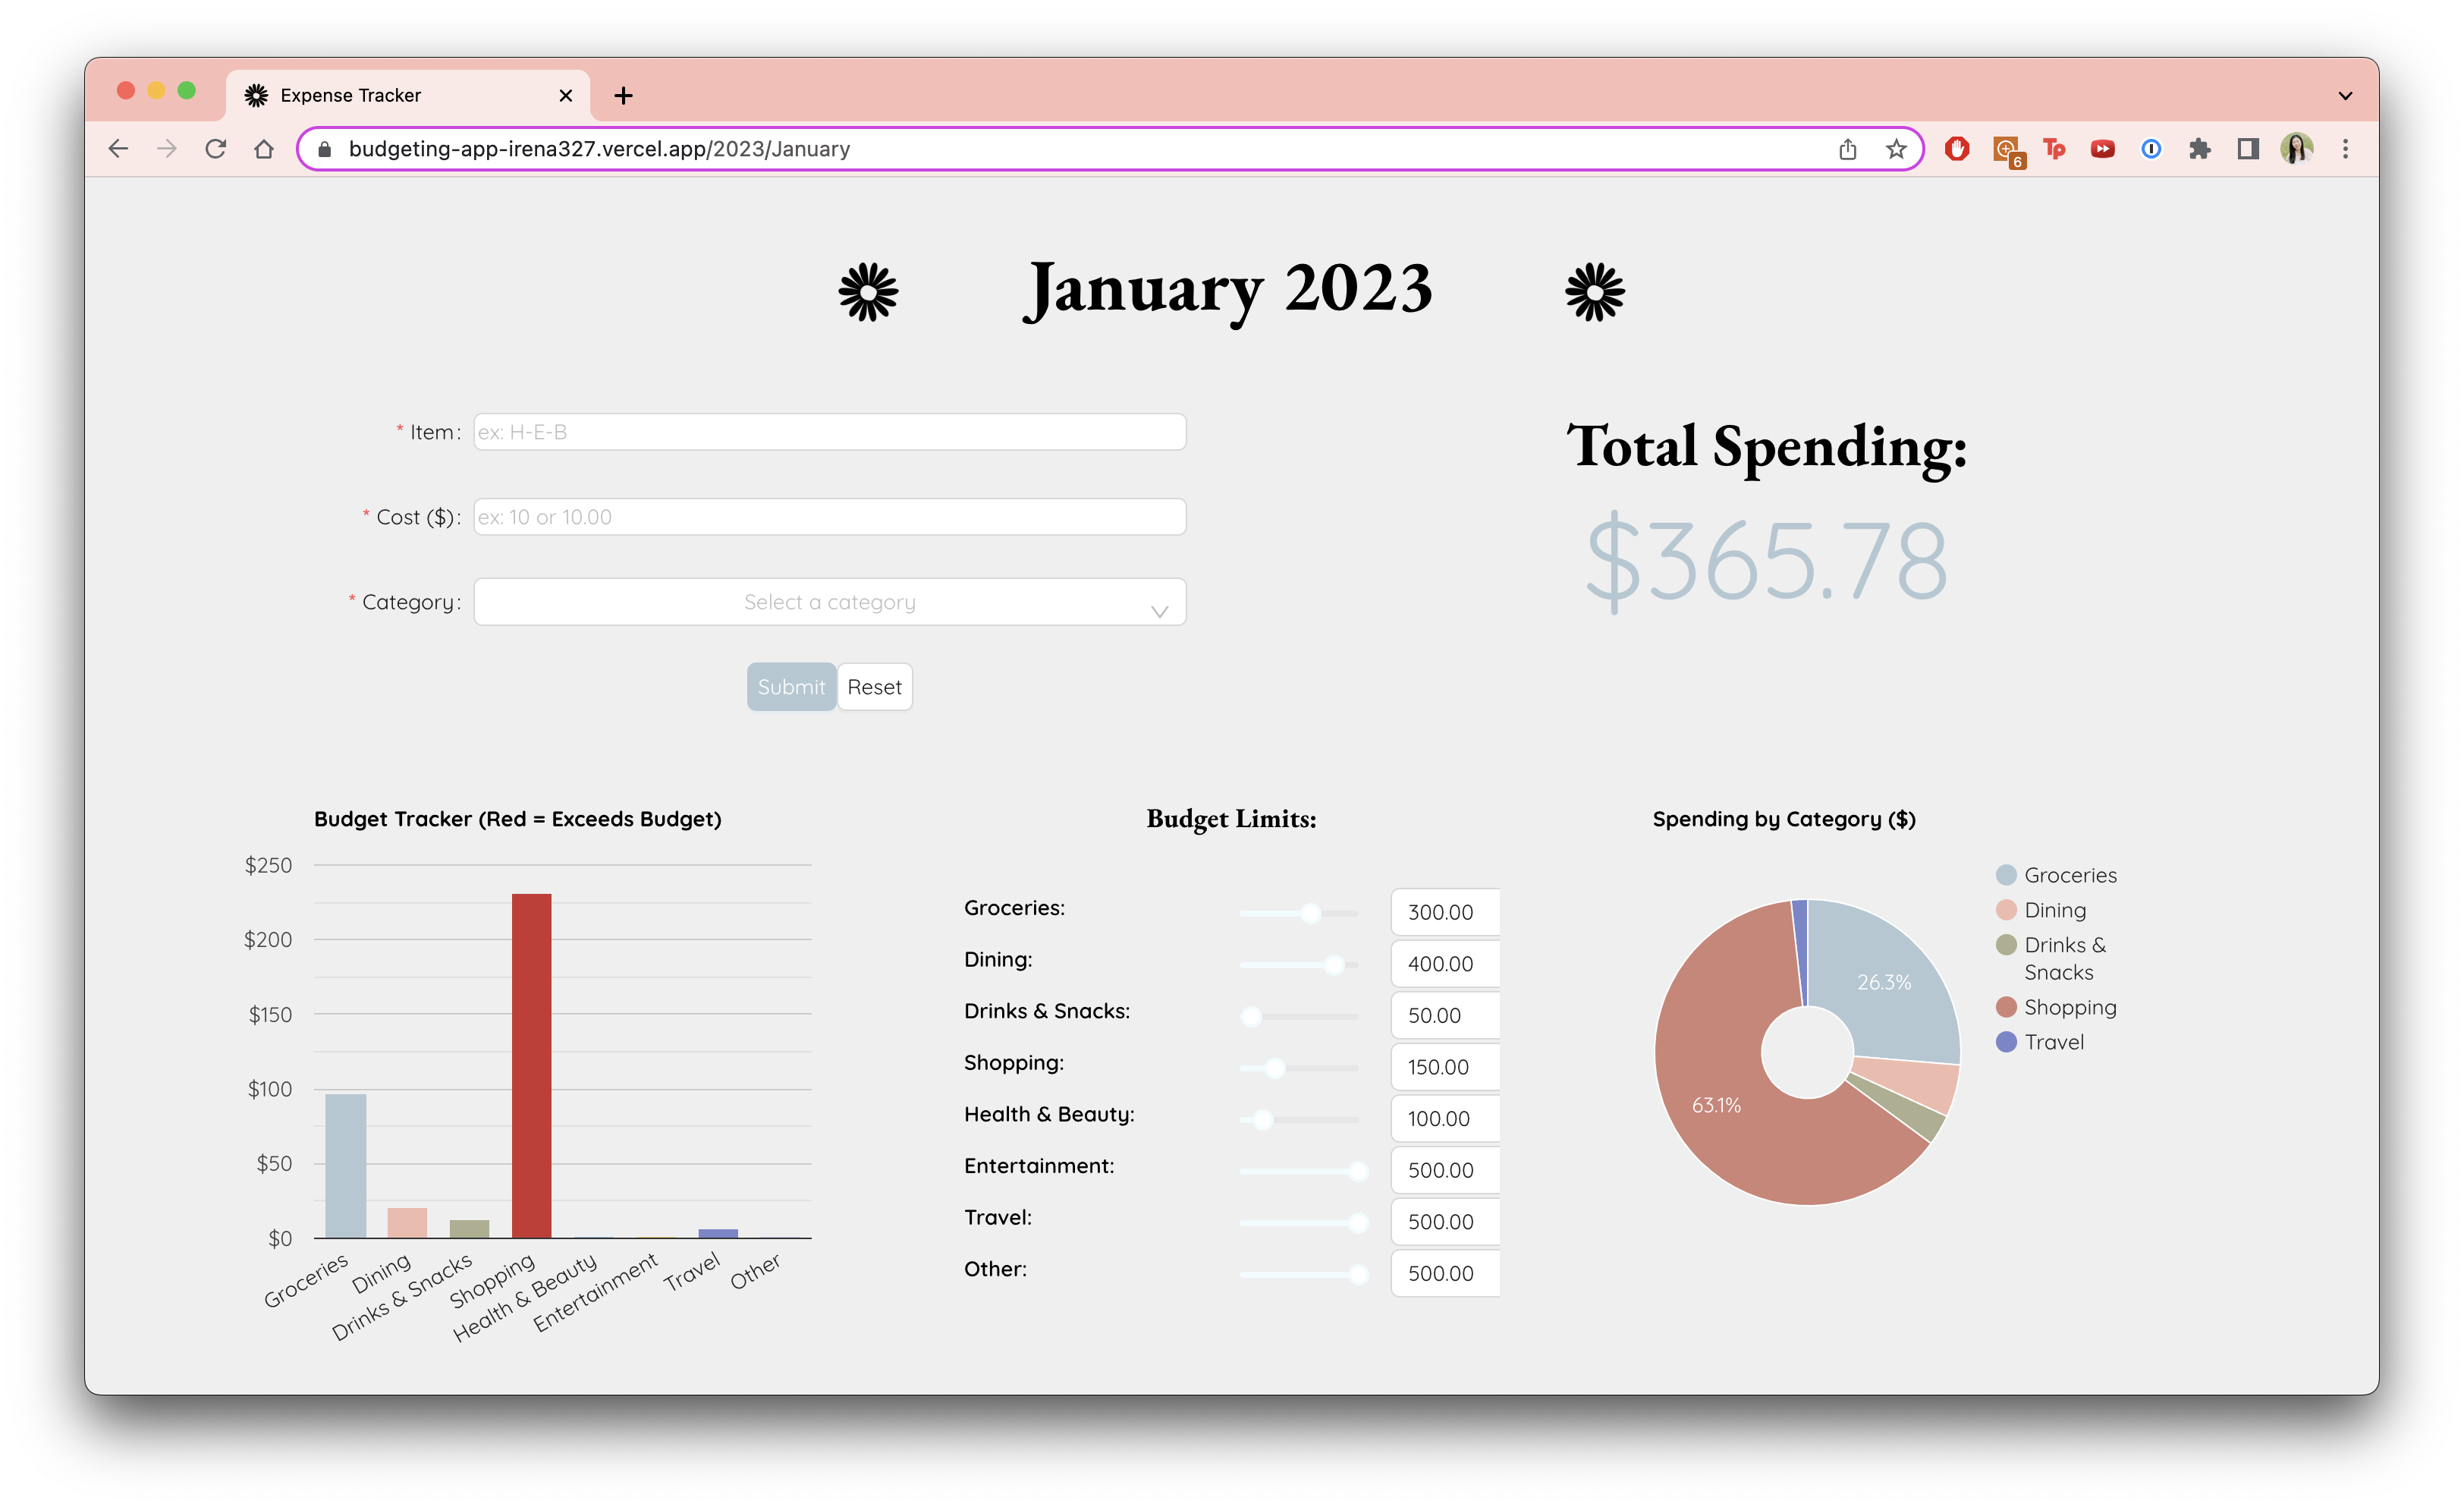 Expense Tracker
budgeting-app-irena327.vercel.app/2023/January
6
Tp
January 2023
* Item:
ex: H-E-B
* Cost ($):
ex: 10 or 10.00
* Category:
Select a category
Submit
Reset
Total Spending:
$365.78
Budget Tracker (Red = Exceeds Budget)
$250
$200
$150
$100
$50
$0
Groceries
Dining
Drinks & Snacks
Shopping
Health & Beauty
Entertainment
Travel
Other
Budget Limits:
Groceries:
300.00
Dining:
400.00
Drinks & Snacks:
50.00
Shopping:
150.00
Health & Beauty:
100.00
Entertainment:
500.00
Travel:
500.00
Other:
500.00
Spending by Category ($)
26.3%
63.1%
Groceries
Dining
Drinks &
Snacks
Shopping
Travel